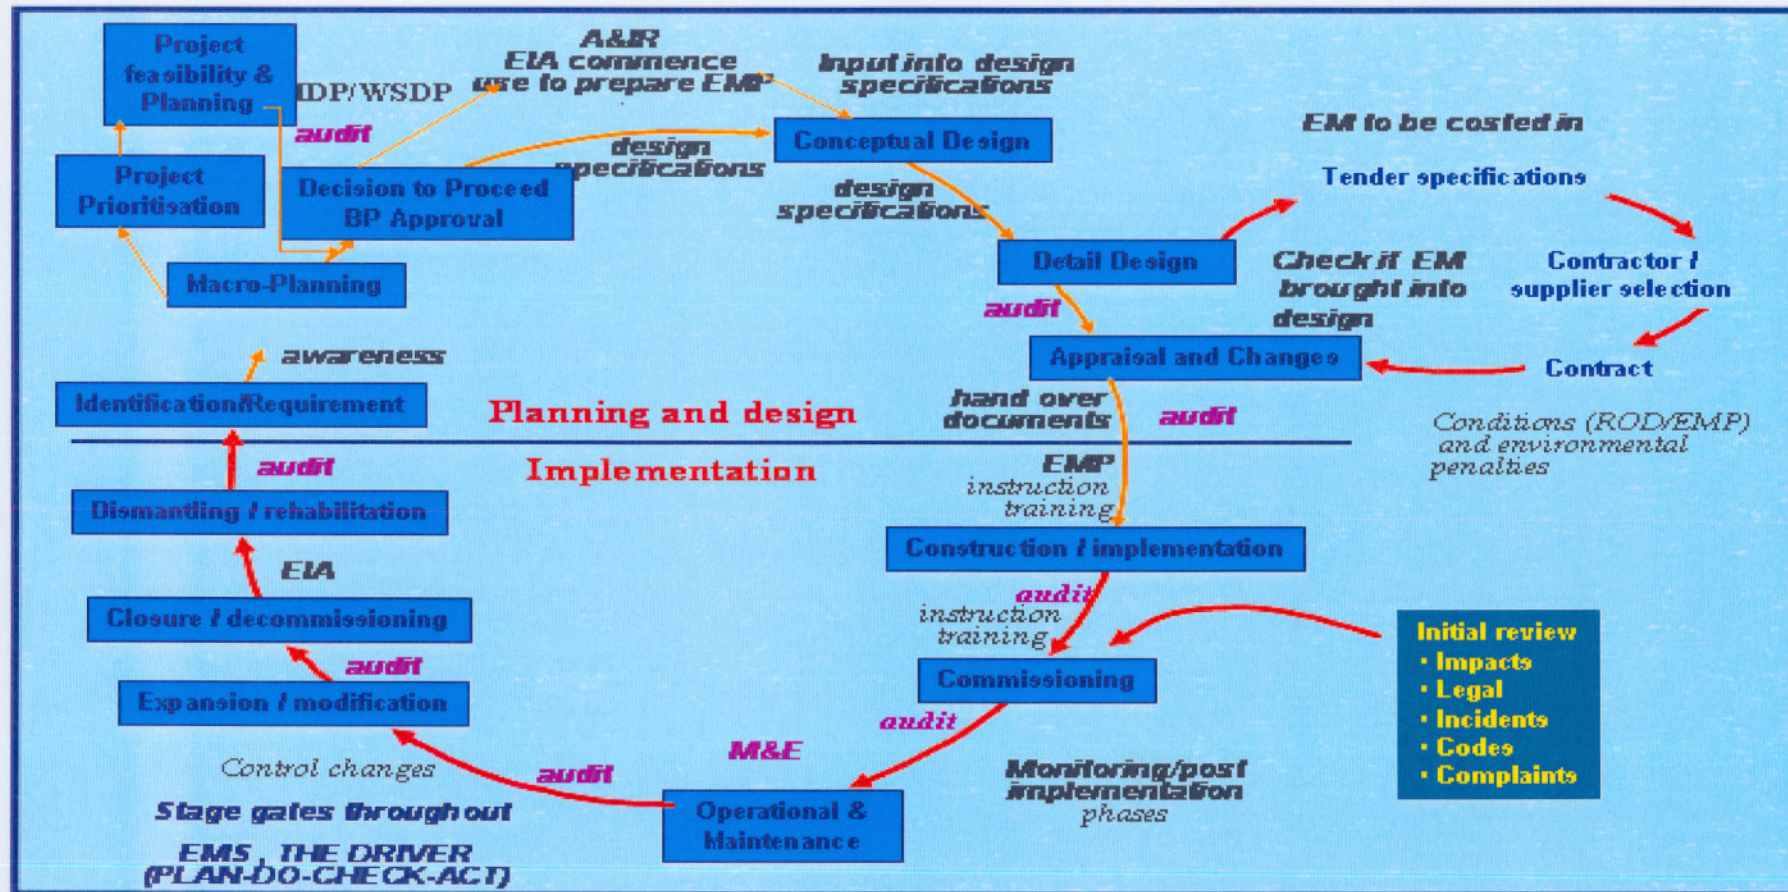 Project
feasibility &
Planning
IDP/WSDP
audit
A&IR
EIA commence
use to prepare EMP
Input into design
specifications
Conceptual Design
design
specifications
Project
Prioritisation
Decision to Proceed
BP Approval
Macro-Planning
design
specifications
EM to be costed in
Tender specifications
Detail Design
Check if EM
brought into
design
Contractor /
supplier selection
audit
Appraisal and Changes
Contract
awareness
Identification/Requirement
Planning and design
hand over
documents
audit
Conditions (ROD/EMP)
and environmental
penalties
Implementation
audit
EMP
instruction
training
Dismantling / rehabilitation
Construction / implementation
EIA
audit
instruction
training
Closure / decommissioning
Initial review
• Impacts
• Legal
• Incidents
• Codes
• Complaints
audit
Commissioning
Expansion / modification
audit
M&E
Control changes
audit
Monitoring/post
implementation
phases
Operational &
Maintenance
Stage gates throughout
EMS , THE DRIVER
(PLAN-DO-CHECK-ACT)